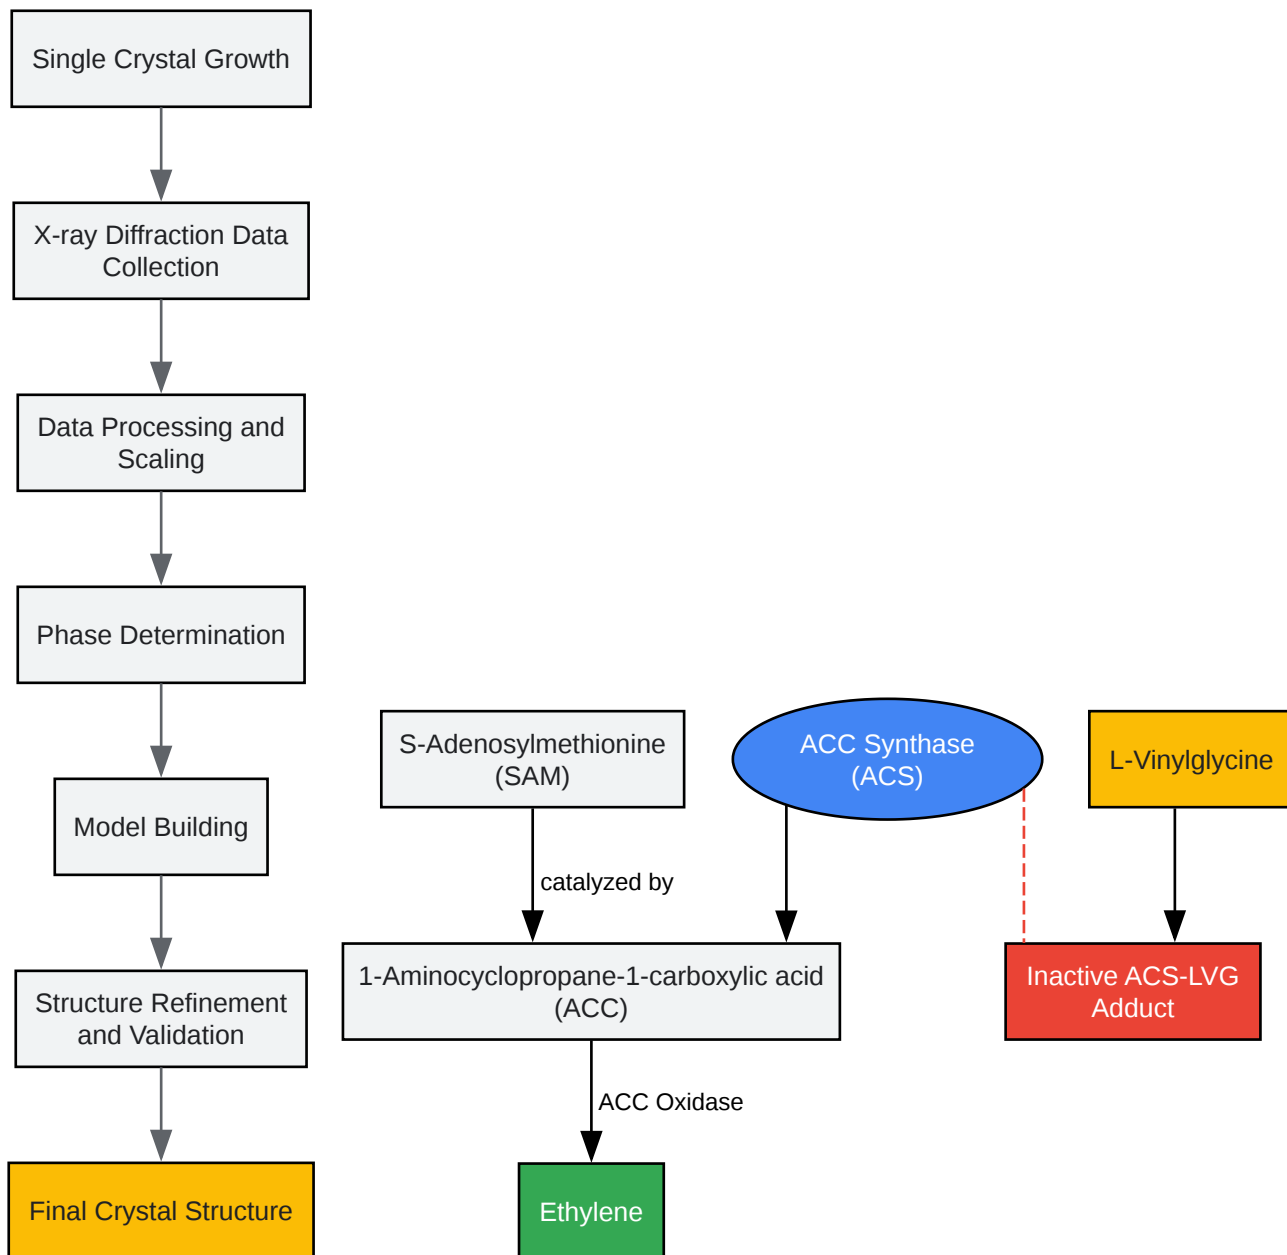 Single Crystal Growth
X-ray Diffraction Data
Collection
Data Processing and
Scaling
Phase Determination
Model Building
Structure Refinement
and Validation
Final Crystal Structure
S-Adenosylmethionine
(SAM)
ACC Synthase
(ACS)
L-Vinylglycine
catalyzed by
1-Aminocyclopropane-1-carboxylic acid
(ACC)
Inactive ACS-LVG
Adduct
ACC Oxidase
Ethylene